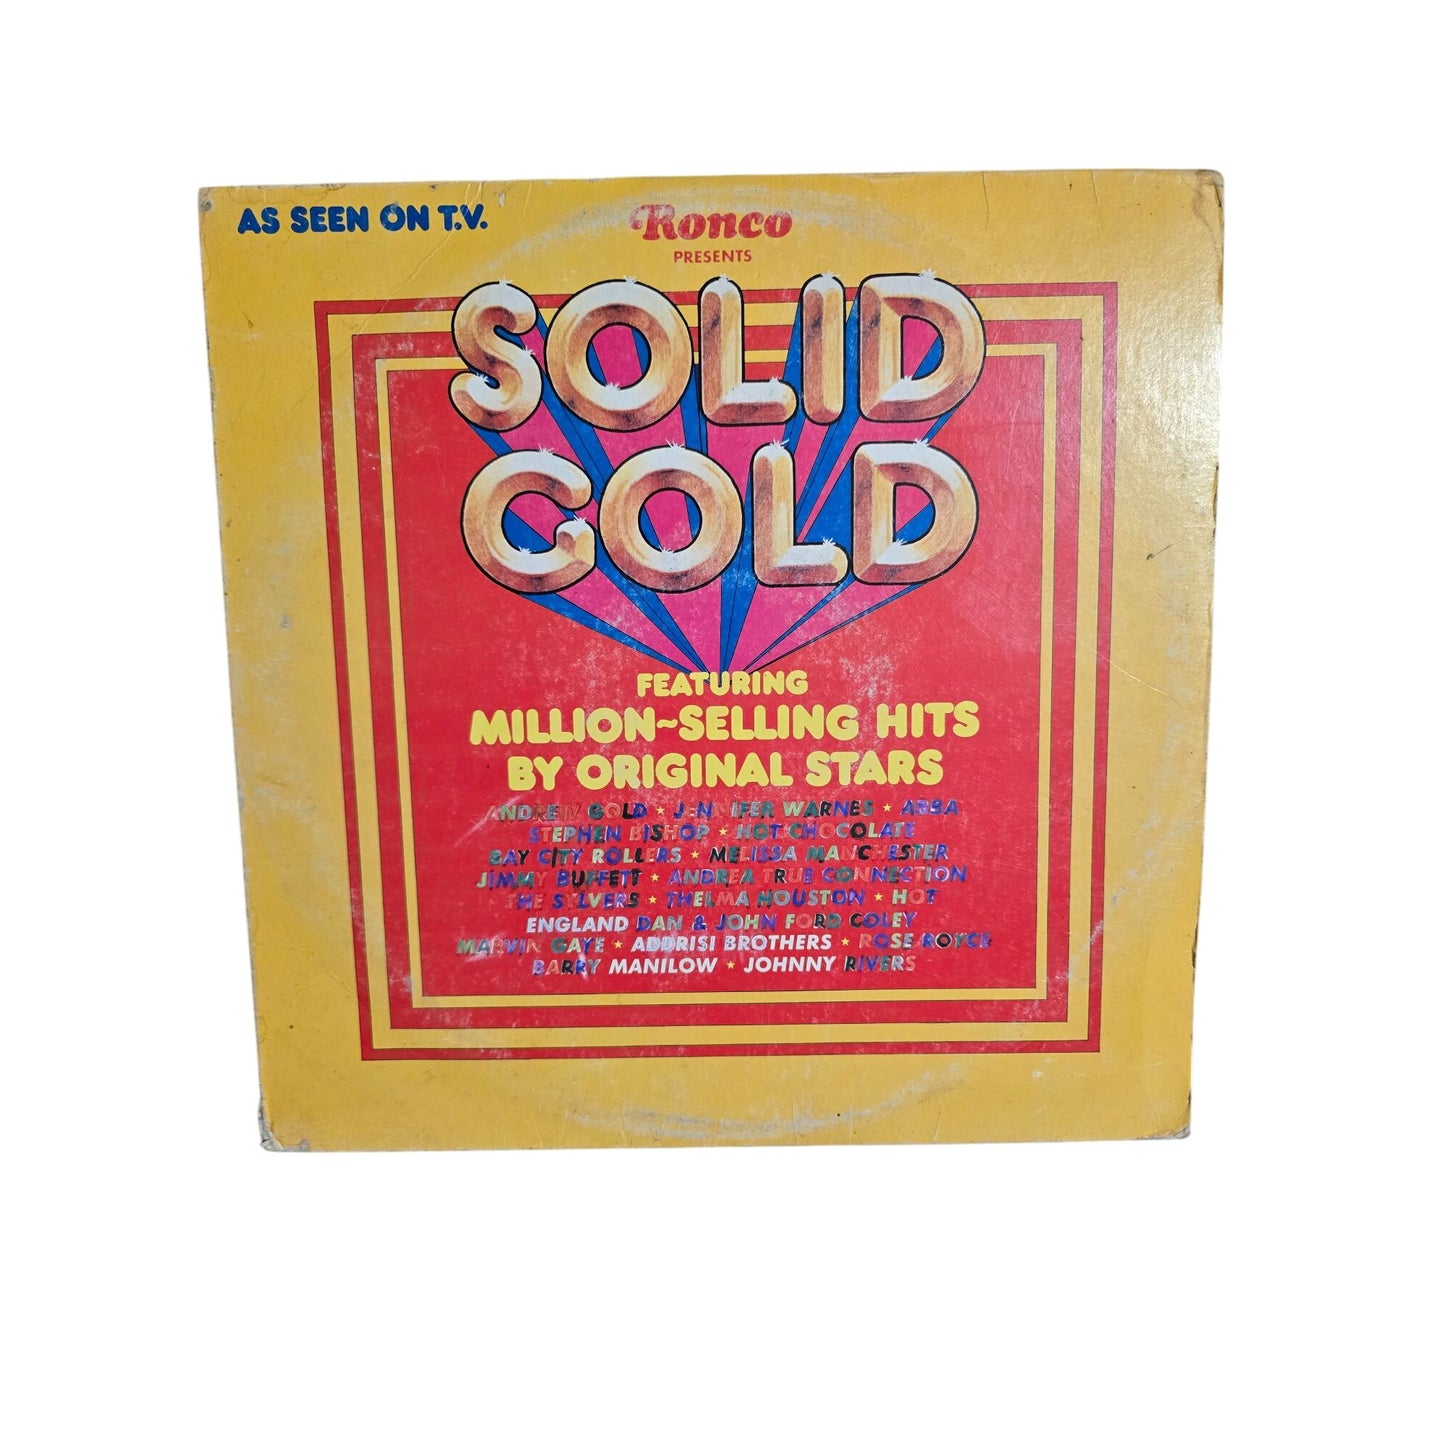 AS SEEN ON T.V.
Ronco
PRESENTS
SOLID
GOLD
FEATURING
MILLION~SELLING HITS
BY ORIGINAL STARS
ANDREW GOLD ★ JENNIFER WARNES ★ ABBA
STEPHEN BISHOP ★ HOT CHOCOLATE
BAY CITY ROLLERS ★ MELISSA MANCHESTER
JIMMY BUFFETT ★ ANDREA TRUE CONNECTION
THE SYLVERS ★ THELMA HOUSTON ★ HOT
ENGLAND DAN & JOHN FORD COLEY
MARVIN GAYE ★ ADDRISI BROTHERS ★ ROSE ROYCE
BARRY MANILOW ★ JOHNNY RIVERS